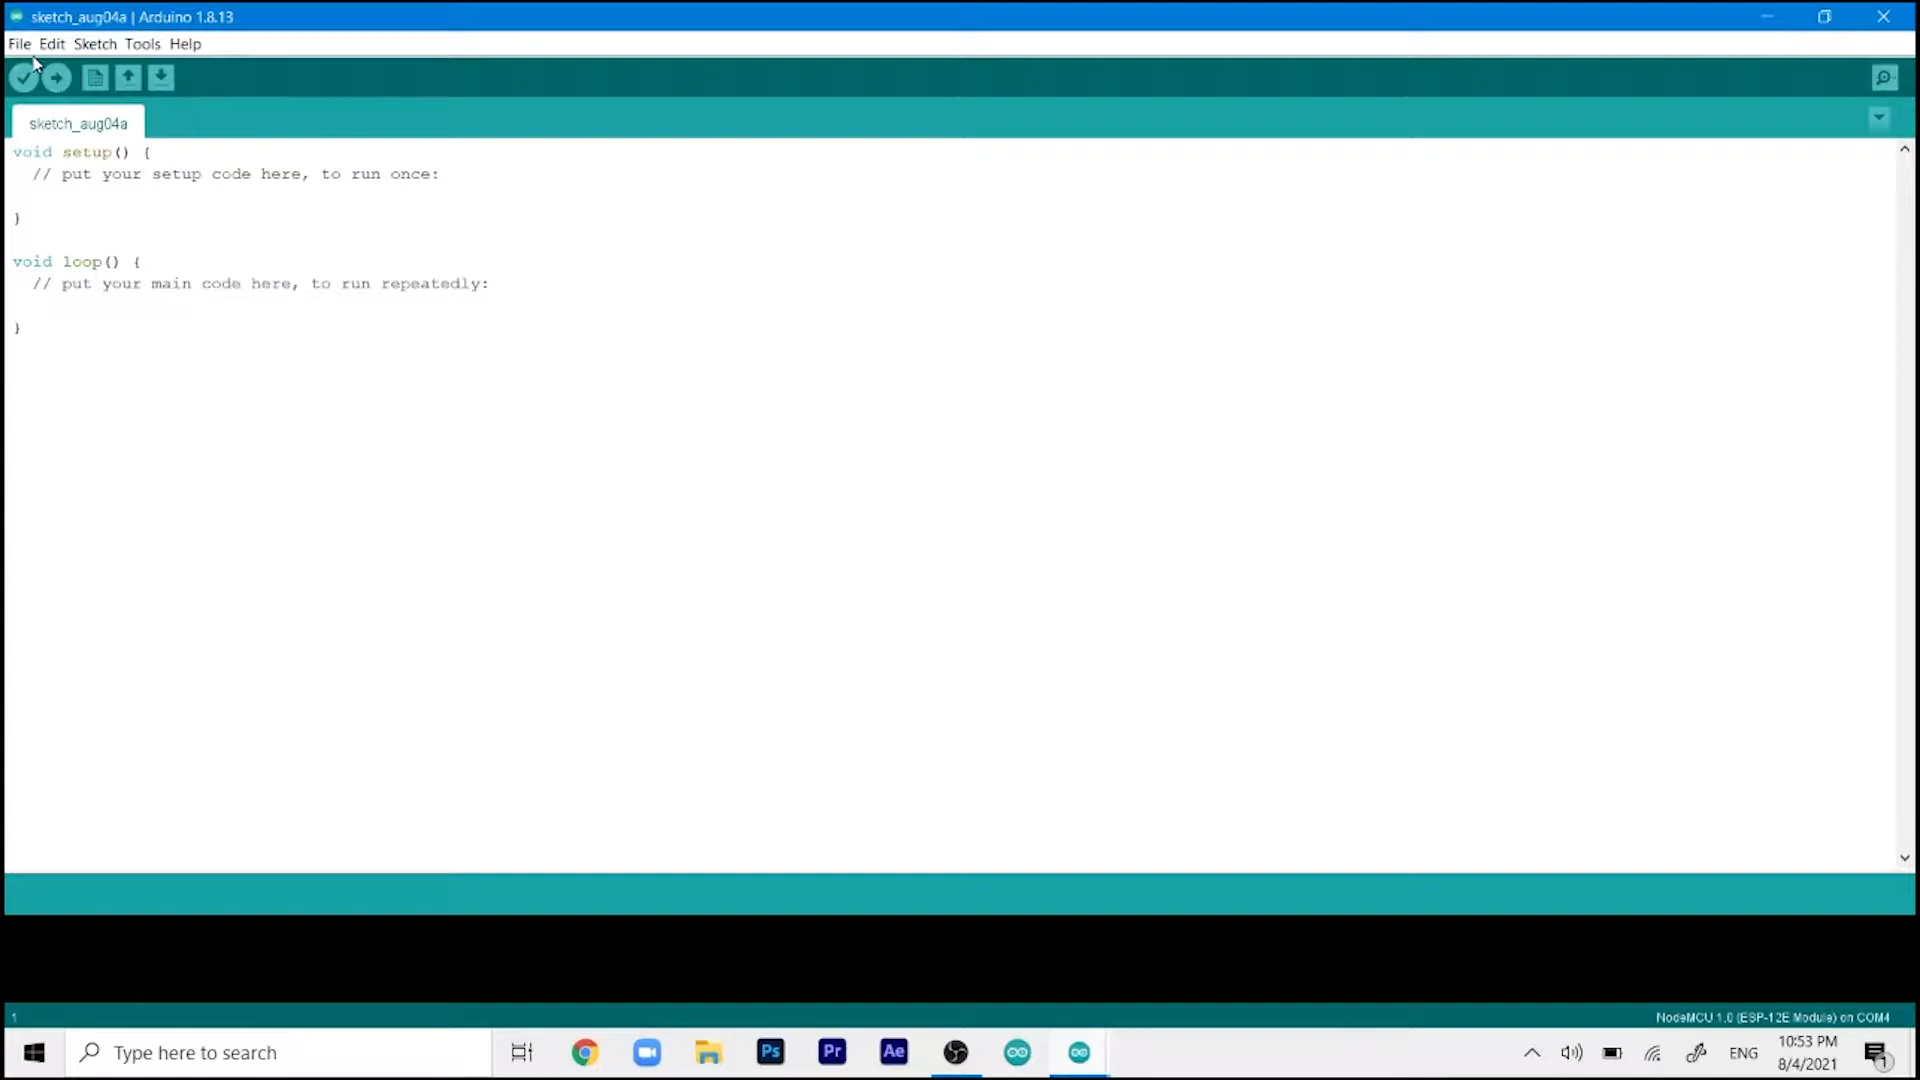 sketch_aug04a | Arduino 1.8.13
File Edit Sketch Tools Help
sketch_aug04a
void setup() {
  // put your setup code here, to run once:
}
void loop() {
  // put your main code here, to run repeatedly:
}
1
NodeMCU 1.0 (ESP-12E Module) on COM4
Type here to search
Ps
Pr
Ae
ENG
10:53 PM
8/4/2021
1